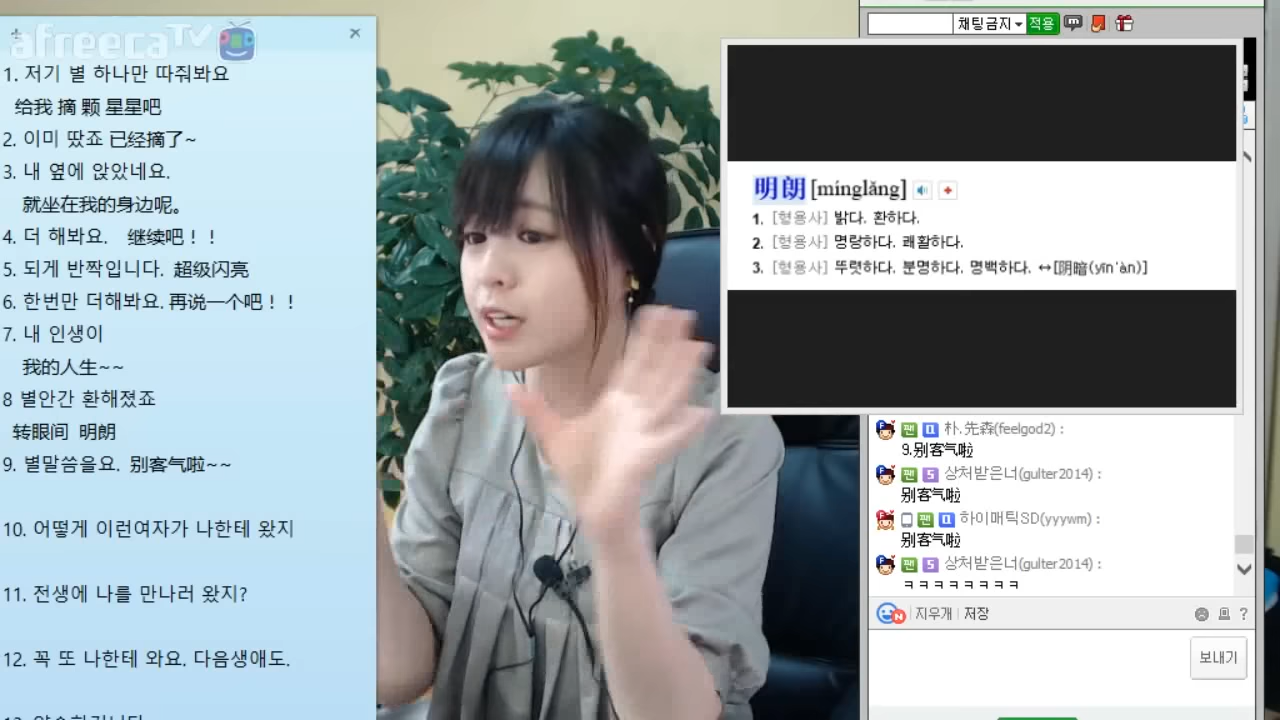 afreecaTV
1. 저기 별 하나만 따줘봐요
给我 摘 颗 星星吧
2. 이미 땄죠 已经摘了~
3. 내 옆에 앉았네요.
就坐在我的身边呢。
4. 더 해봐요. 继续吧！！
5. 되게 반짝입니다. 超级闪亮
6. 한번만 더해봐요. 再说一个吧！！
7. 내 인생이
我的人生~~
8 별안간 환해졌죠
转眼间 明朗
9. 별말씀을요. 别客气啦~~
10. 어떻게 이런여자가 나한테 왔지
11. 전생에 나를 만나러 왔지?
12. 꼭 또 나한테 와요. 다음생애도.
채팅금지 적용
明朗 [mínglǎng]
1. [형용사] 밝다. 환하다.
2. [형용사] 명랑하다. 쾌활하다.
3. [형용사] 뚜렷하다. 분명하다. 명백하다. ↔[阴暗(yīn'àn)]
팬 朴.先森(feelgod2) :
9.别客气啦
팬 5 상처받은너(gulter2014) :
别客气啦
팬 하이매틱SD(yyywm) :
别客气啦
팬 5 상처받은너(gulter2014) :
ㅋㅋㅋㅋㅋㅋㅋㅋ
N 지우개 저장 ?
보내기